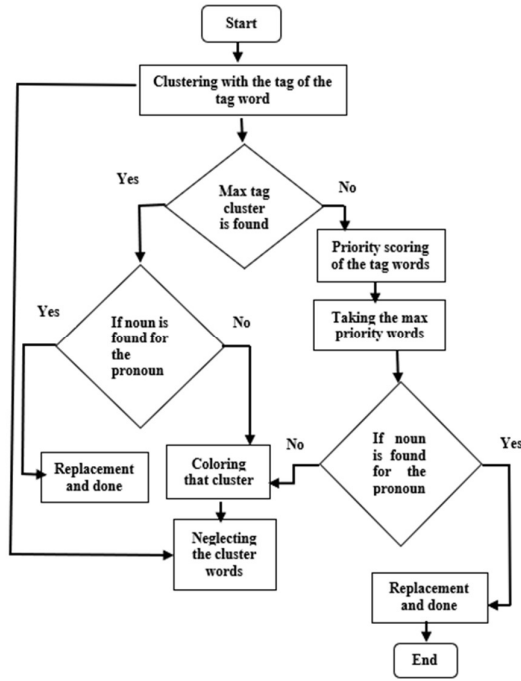 Start
Clustering with the tag of the
tag word
Yes
No
Max tag
cluster
is found
Priority scoring
of the tag words
Yes
If noun is
found for
the
pronoun
No
Taking the max
priority words
No
If noun
is found
for the
pronoun
Yes
Replacement
and done
Coloring
that cluster
Neglecting
the cluster
words
Replacement
and done
End